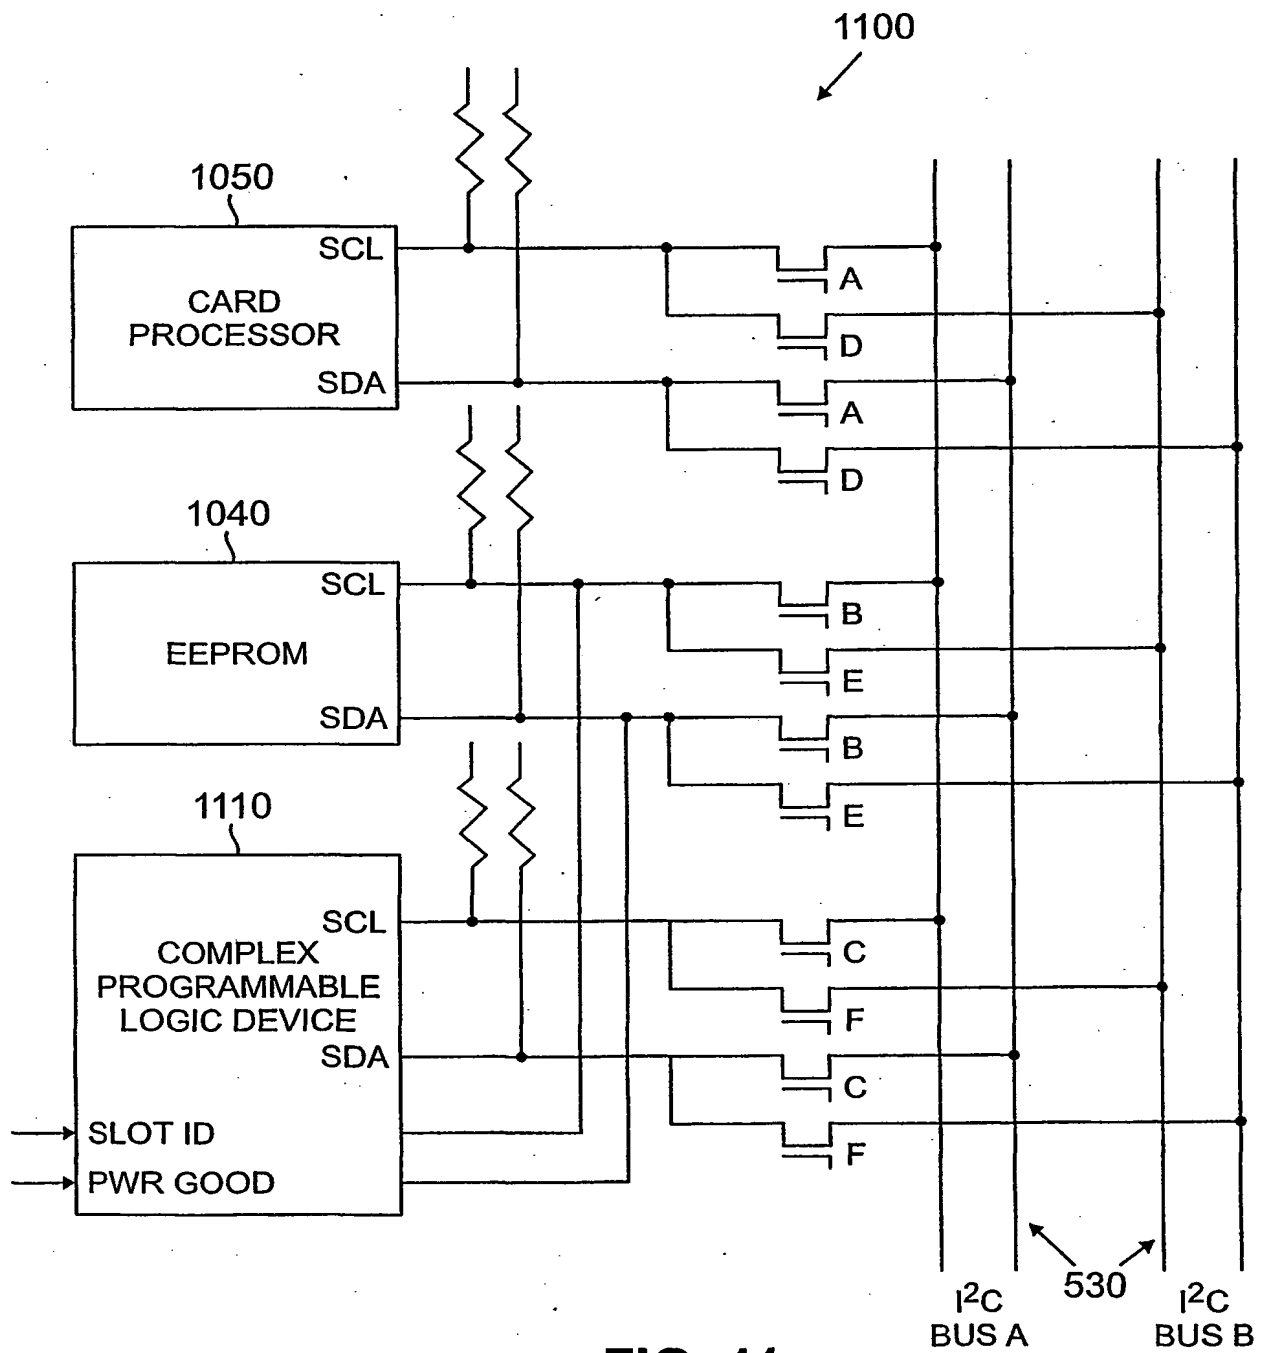 1100
1050
SCL
CARD
PROCESSOR
SDA
A
D
A
D
1040
SCL
EEPROM
SDA
B
E
B
E
1110
SCL
COMPLEX
PROGRAMMABLE
LOGIC DEVICE
SDA
SLOT ID
PWR GOOD
C
F
C
F
530
I²C
BUS A
I²C
BUS B